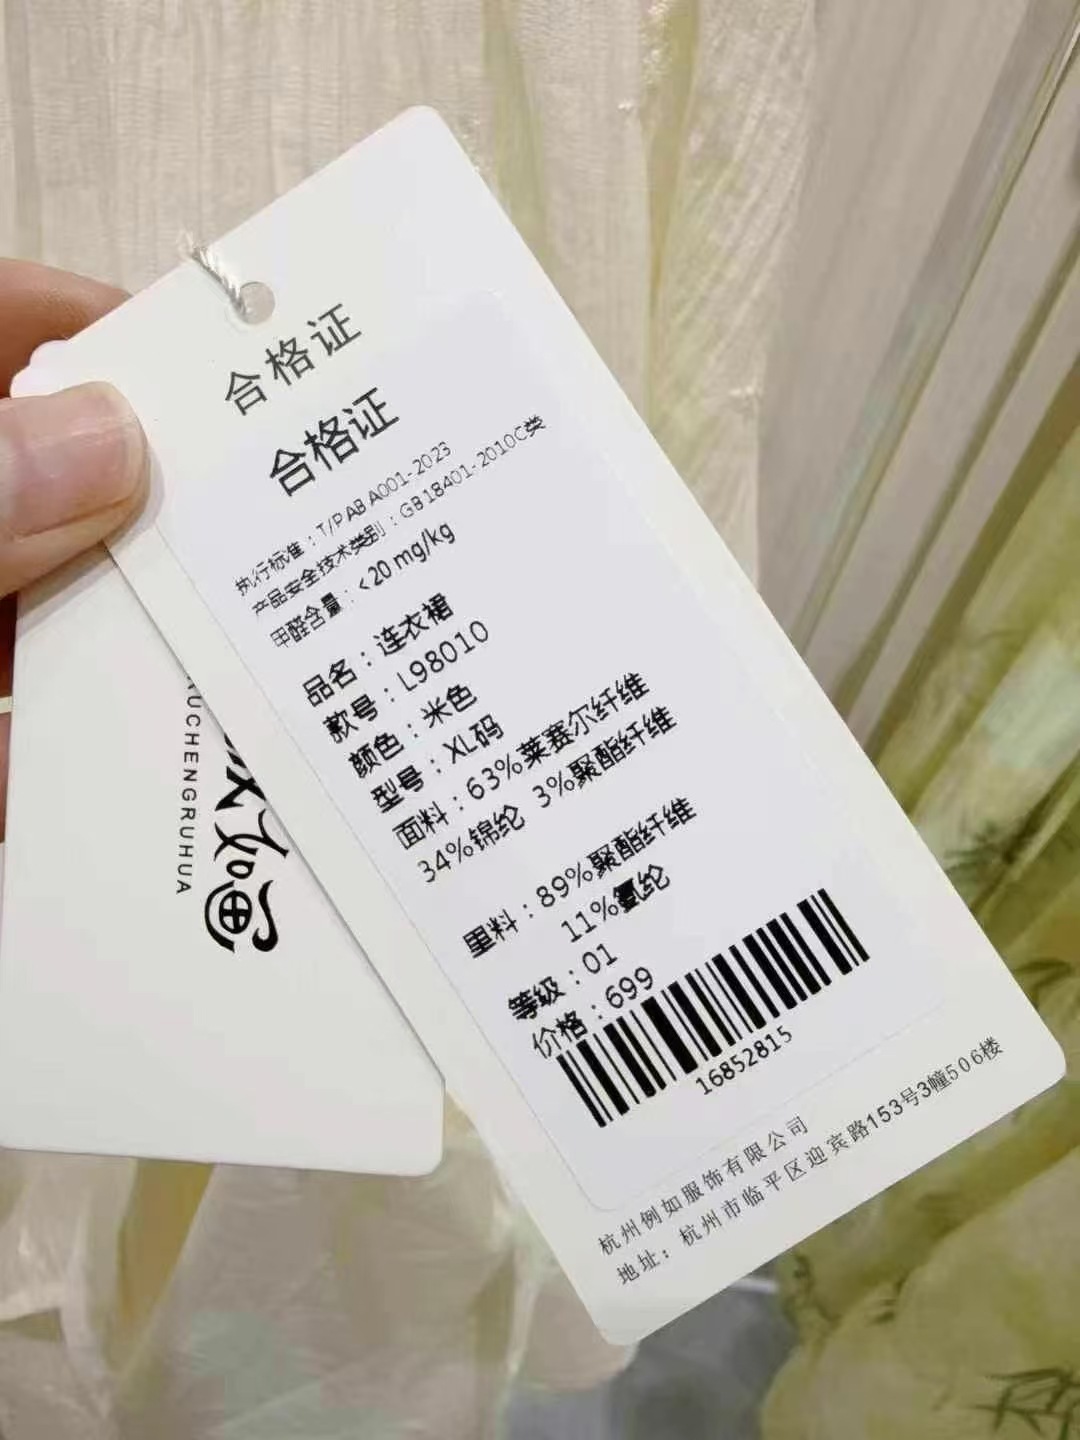 合格证
合格证
执行标准：T/PAB A001-2023
产品安全技术类别：GB 18401-2010C类
甲醛含量：<20 mg/kg
品名：连衣裙
款号：L98010
颜色：米色
型号：XL码
面料：63%莱赛尔纤维
34%锦纶 3%聚酯纤维
里料：89%聚酯纤维
11%氨纶
等级：01
价格：699
16852815
杭州例如服饰有限公司
地址：杭州市临平区迎宾路153号3幢506楼
UCHENGRUHUA
如画